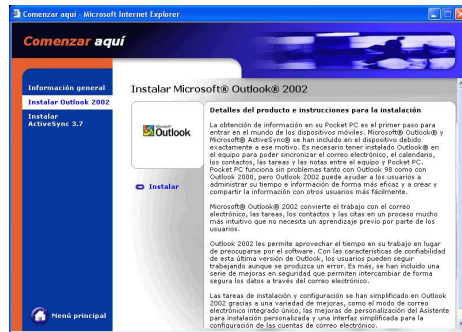 Comenzar aquí - Microsoft Internet Explorer
Comenzar aquí
Información general
Instalar Outlook 2002
Instalar
ActiveSync 3.7
Menú principal
Instalar Microsoft® Outlook® 2002
Microsoft
Outlook
Instalar
Detalles del producto e instrucciones para la instalación
La obtención de información en su Pocket PC es el primer paso para
entrar en el mundo de los dispositivos móviles. Microsoft® Outlook® y
Microsoft® ActiveSync® se han incluido en el dispositivo debido
exactamente a ese motivo. Es necesario tener instalado Outlook® en
el equipo para poder sincronizar el correo electrónico, el calendario,
los contactos, las tareas y las notas entre el equipo y Pocket PC.
Pocket PC funciona sin problemas tanto con Outlook 98 como con
Outlook 2000, pero Outlook 2002 puede ayudar a los usuarios a
administrar su tiempo e información de forma más eficaz y a crear y
compartir la información con otros usuarios más fácilmente.
Microsoft® Outlook® 2002 convierte el trabajo con el correo
electrónico, las tareas, los contactos y las citas en un proceso mucho
más intuitivo que no necesita un aprendizaje previo por parte de los
usuarios.
Outlook 2002 les permite aprovechar el tiempo en su trabajo en lugar
de preocuparse por el software. Con las características de confiabilidad
de esta última versión de Outlook, los usuarios pueden seguir
trabajando aunque se produzca un error. Es más, se han incluido una
serie de mejoras en seguridad que permiten intercambiar de forma
segura los datos a través del correo electrónico.
Las tareas de instalación y configuración se han simplificado en Outlook
2002 gracias a una variedad de mejoras, como el modo de correo
electrónico integrado único, las mejoras de personalización del Asistente
para instalación personalizada y una interfaz simplificada para la
configuración de las cuentas de correo electrónico.